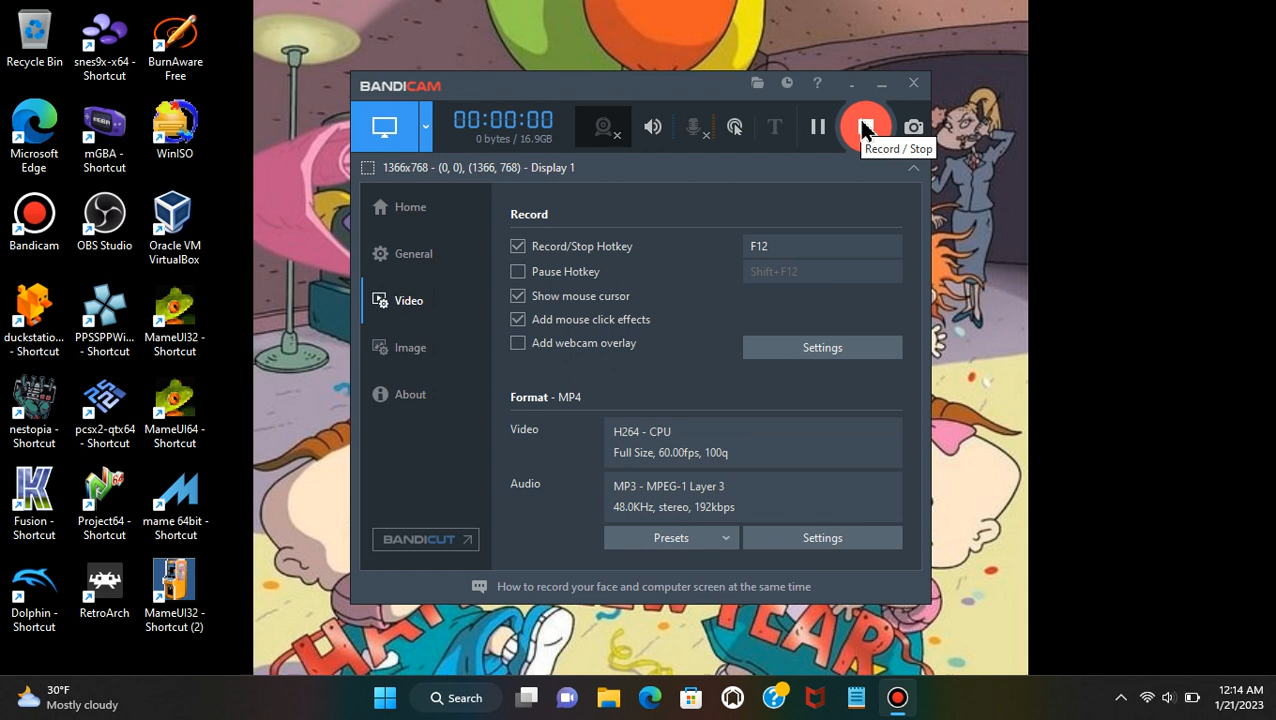 Recycle Bin
snes9x-x64 -
Shortcut
BurnAware
Free
Microsoft
Edge
mGBA -
Shortcut
WinISO
Bandicam
OBS Studio
Oracle VM
VirtualBox
duckstatio...
- Shortcut
PPSSPPWi...
- Shortcut
MameUI32 -
Shortcut
nestopia -
Shortcut
pcsx2-qtx64
- Shortcut
MameUI64 -
Shortcut
Fusion -
Shortcut
Project64 -
Shortcut
mame 64bit -
Shortcut
Dolphin -
Shortcut
RetroArch
MameUI32 -
Shortcut (2)
BANDICAM
?
00:00:00
0 bytes / 16.9GB
T
Record / Stop
1366x768 - (0, 0), (1366, 768) - Display 1
Home
General
Video
Image
About
BANDICUT
Record
Record/Stop Hotkey
F12
Pause Hotkey
Shift+F12
Show mouse cursor
Add mouse click effects
Add webcam overlay
Settings
Format - MP4
Video
H264 - CPU
Full Size, 60.00fps, 100q
Audio
MP3 - MPEG-1 Layer 3
48.0KHz, stereo, 192kbps
Presets
Settings
How to record your face and computer screen at the same time
YEAR
30°F
Mostly cloudy
Search
12:14 AM
1/21/2023